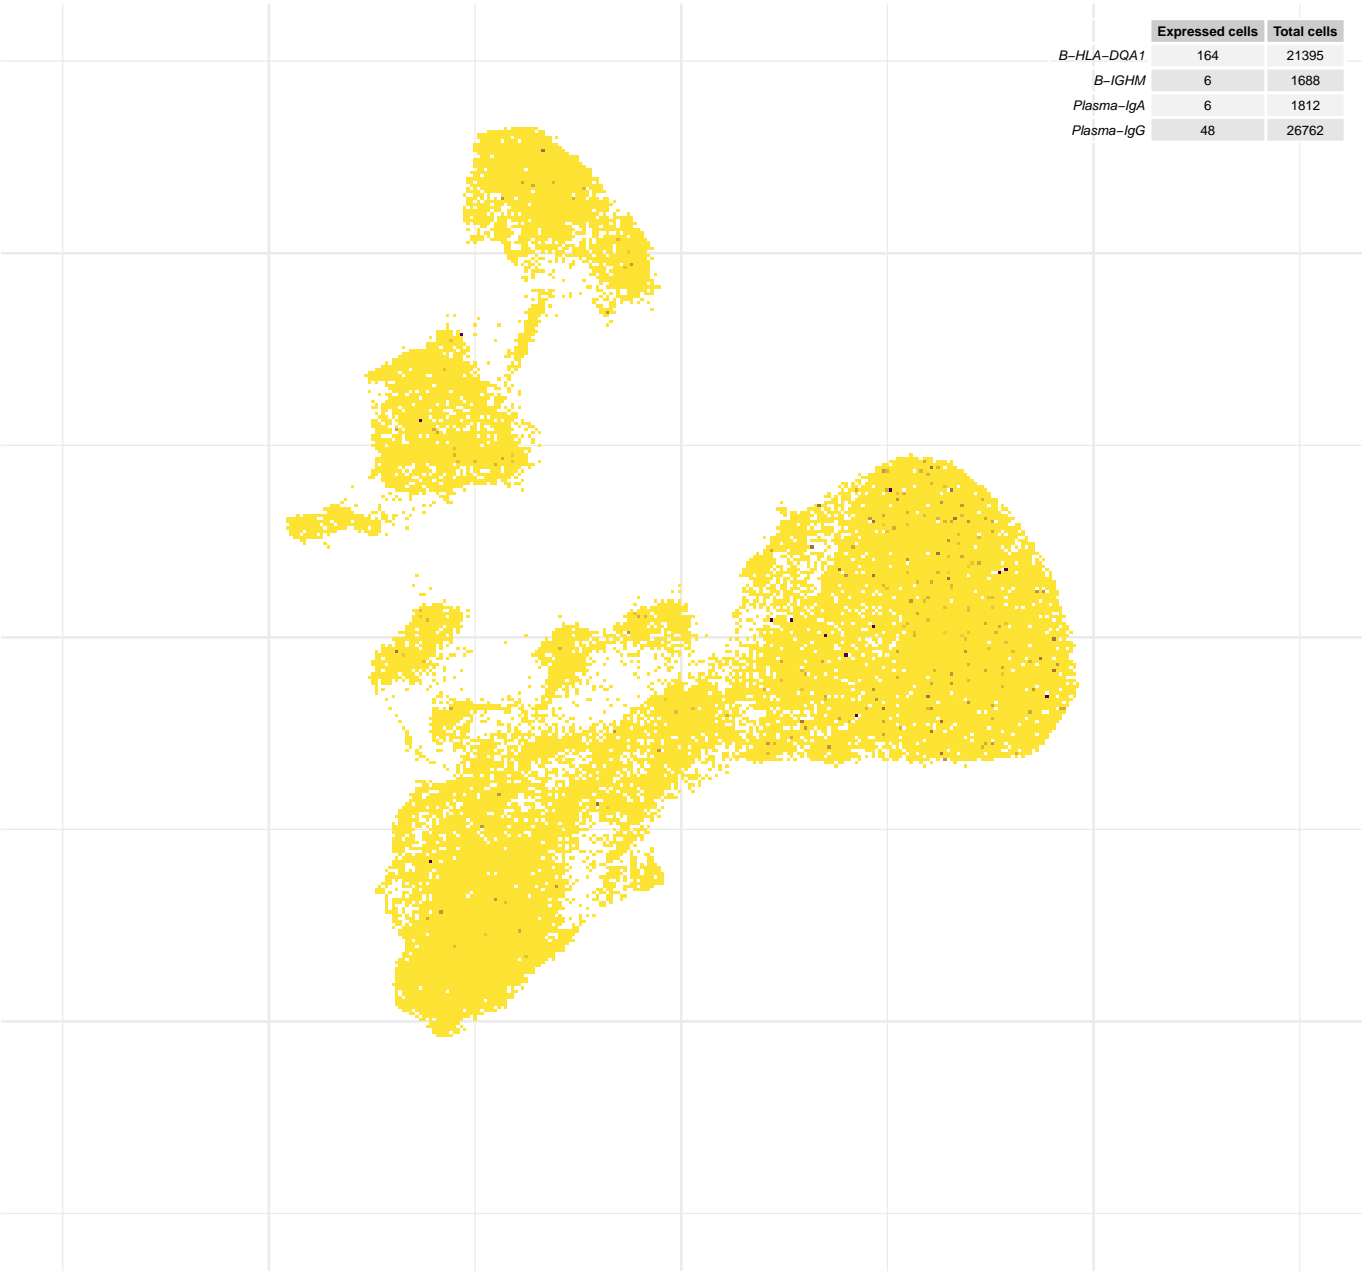 Expressed cells Total cells
B−HLA−DQA1 164 21395
B−IGHM 6 1688
Plasma−IgA 6 1812
Plasma−IgG 48 26762